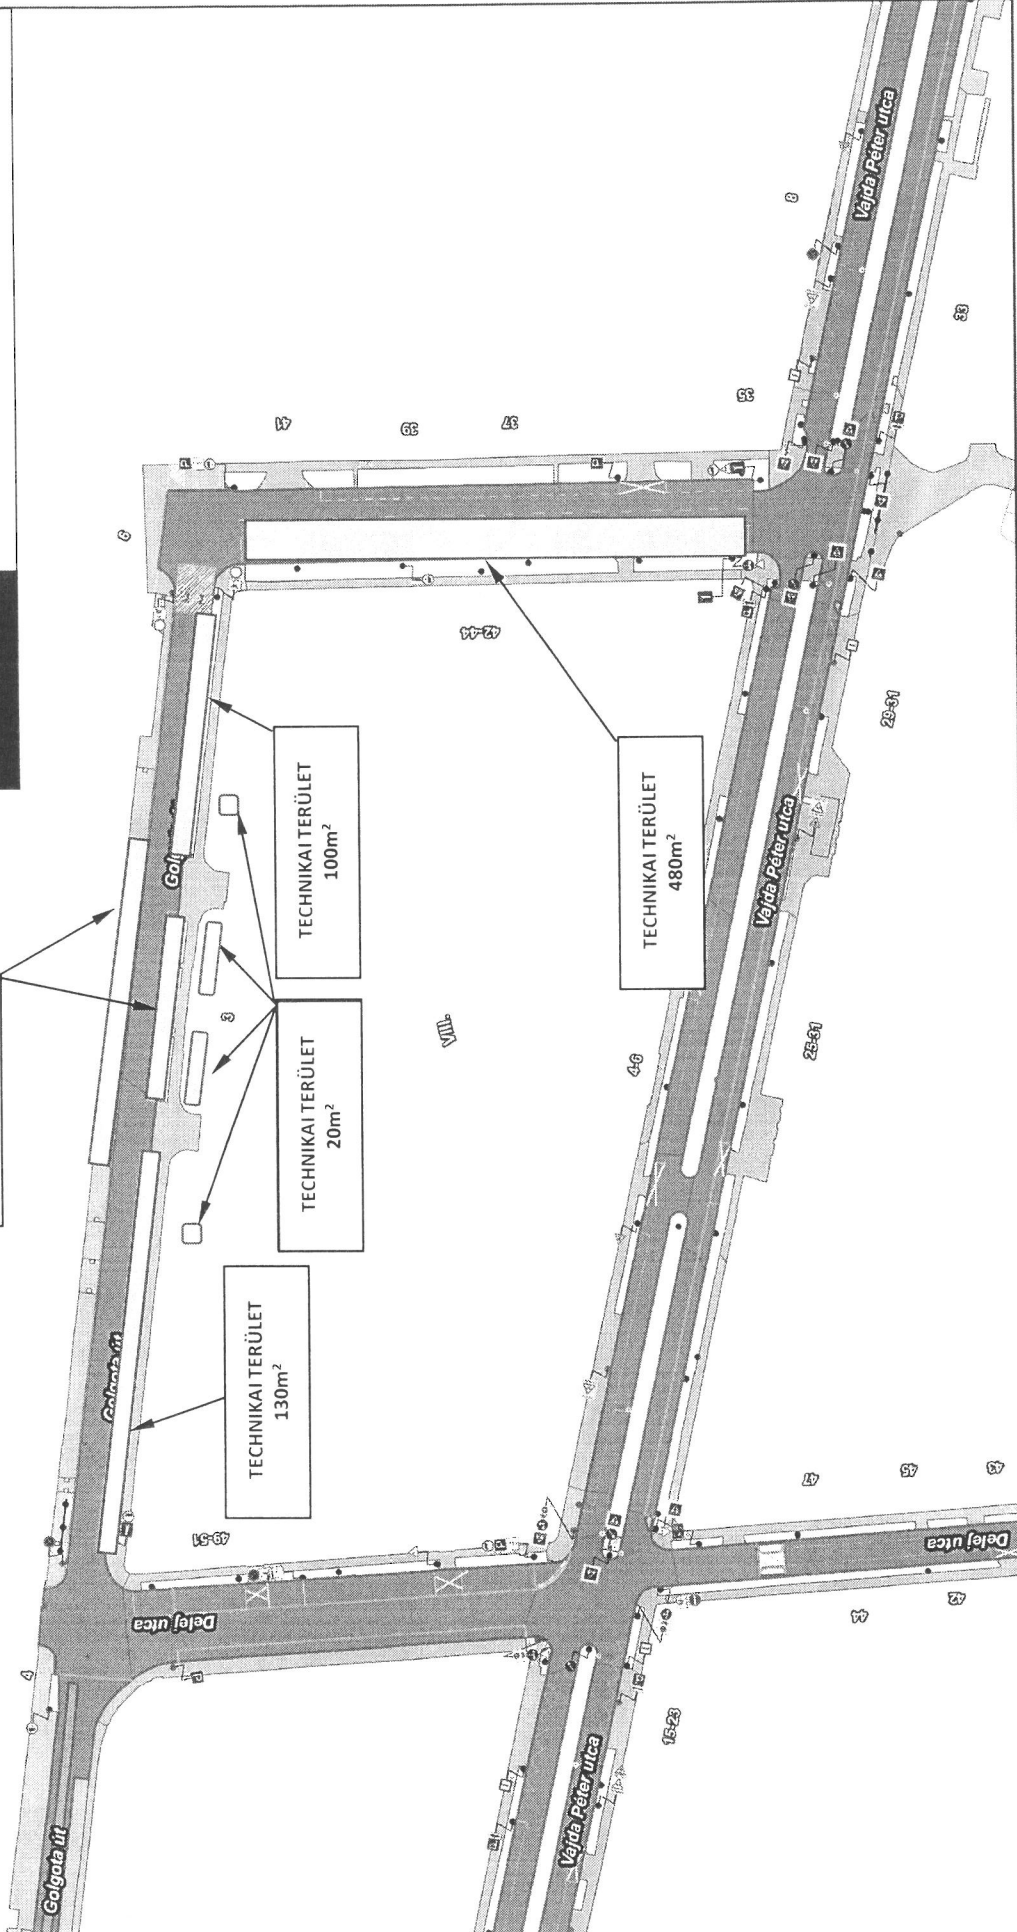 Vajda Péter utca
8
33
41
39
37
35
6
42-44
29-31
TECHNIKAI TERÜLET
100m²
TECHNIKAI TERÜLET
480m²
Vajda Péter utca
3
VIII.
TECHNIKAI TERÜLET
20m²
4-6
25-31
TECHNIKAI TERÜLET
130m²
Golgota út
49-51
47
45
43
Delej utca
Delej utca
42
44
4
15-23
Vajda Péter utca
Golgota út